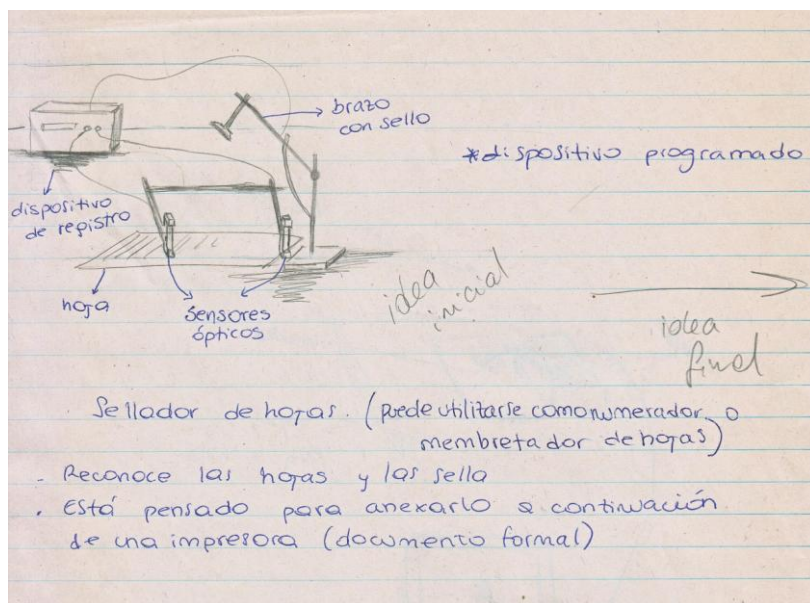 brazo
con sello
*dispositivo programado
dispositivo
de registro
hoja
sensores
ópticos
idea
inicial
idea
final
Sellador de hojas. (puede utilizarse como numerador o
membretador de hojas)
- Reconoce las hojas y las sella
. Está pensado para anexarlo a continuación
de una impresora (documento formal)